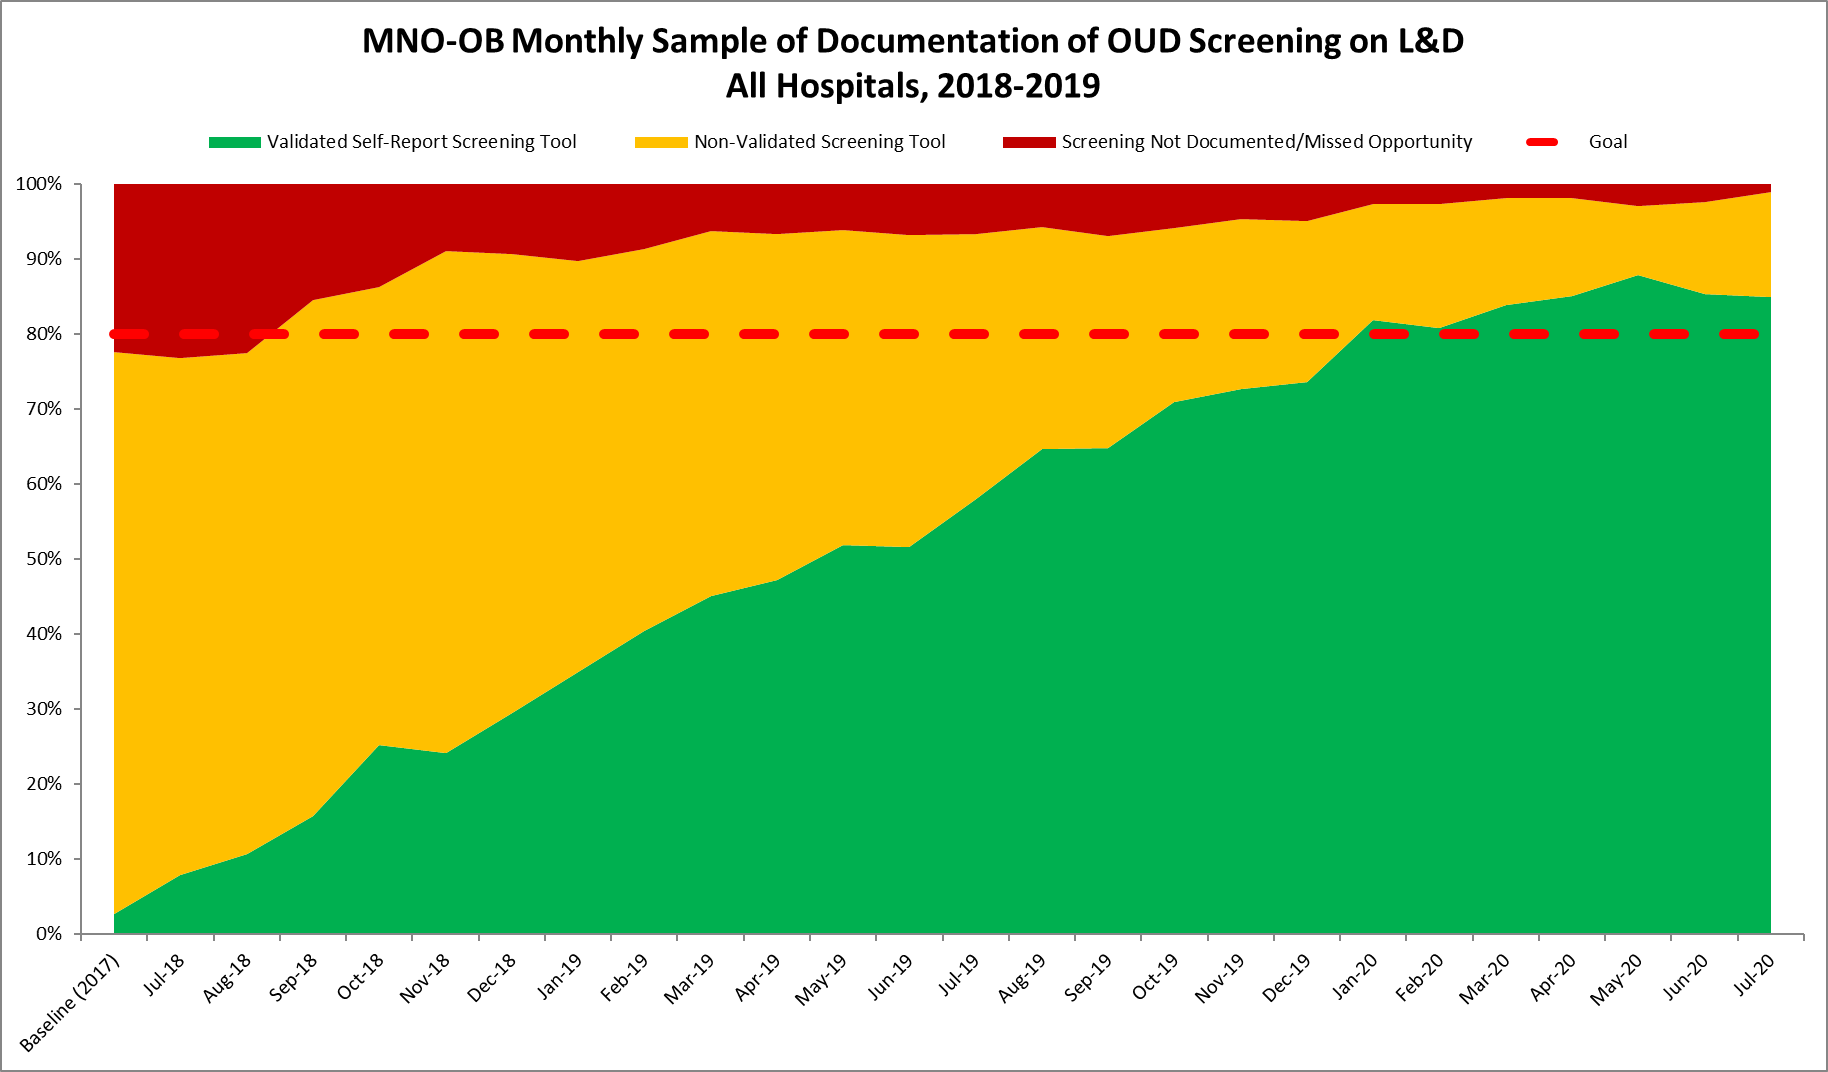 MNO-OB Monthly Sample of Documentation of OUD Screening on L&D
All Hospitals, 2018-2019
Validated Self-Report Screening Tool
Non-Validated Screening Tool
Screening Not Documented/Missed Opportunity
Goal
100%
90%
80%
70%
60%
50%
40%
30%
20%
10%
0%
Baseline (2017)
Jul-18
Aug-18
Sep-18
Oct-18
Nov-18
Dec-18
Jan-19
Feb-19
Mar-19
Apr-19
May-19
Jun-19
Jul-19
Aug-19
Sep-19
Oct-19
Nov-19
Dec-19
Jan-20
Feb-20
Mar-20
Apr-20
May-20
Jun-20
Jul-20